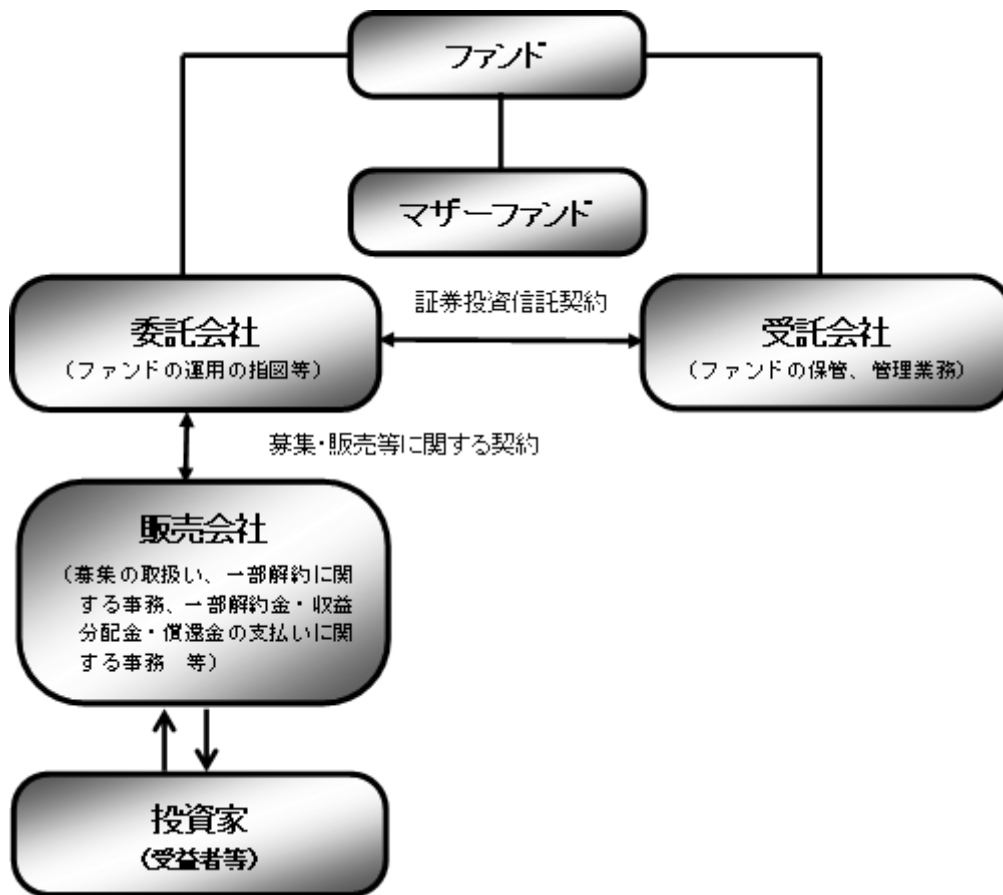 ファンド
マザーファンド
証券投資信託契約
委託会社
(ファンドの運用の指図等)
受託会社
(ファンドの保管、管理業務)
募集・販売等に関する契約
販売会社
(募集の取扱い、一部解約に関
する事務、一部解約金・収益
分配金・償還金の支払いに関
する事務　等)
投資家
(受益者等)